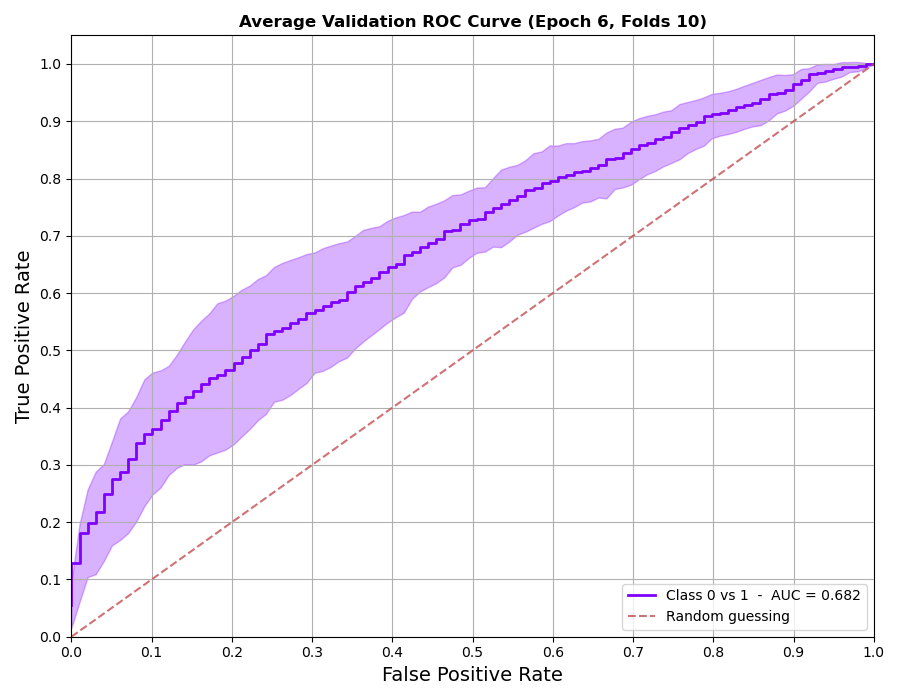 Average Validation ROC Curve (Epoch 6, Folds 10)
True Positive Rate
1.0
0.9
0.8
0.7
0.6
0.5
0.4
0.3
0.2
0.1
0.0
Class 0 vs 1 - AUC = 0.682
Random guessing
0.0 0.1 0.2 0.3 0.4 0.5 0.6 0.7 0.8 0.9 1.0
False Positive Rate